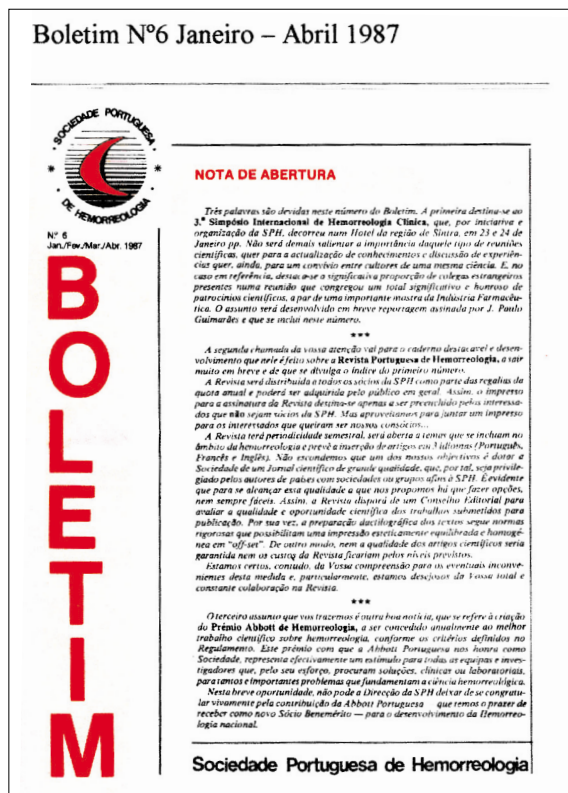 Boletim Nº6 Janeiro – Abril 1987
SOCIEDADE PORTUGUESA
* *
DE HEMORREOLOGIA
N.º 6
Jan./Fev./Mar./Abr. 1987
BOLETIM
NOTA DE ABERTURA
Três palavras são devidas neste número do Boletim. A primeira destina-se ao
3.º Simpósio Internacional de Hemorreologia Clínica, que, por iniciativa e
organização da SPH, decorreu num Hotel da região de Sintra, em 23 e 24 de
Janeiro pp. Não será demais salientar a importância daquele tipo de reuniões
científicas, quer para a actualização de conhecimentos e discussão de experiên-
cias quer, ainda, para um convívio entre cultores de uma mesma ciência. E, no
caso em referência, destaca-se a significativa proporção de colegas estrangeiros
presentes numa reunião que congregou um total significativo e honroso de
patrocínios científicos, a par de uma importante mostra da Indústria Farmacêu-
tica. O assunto será desenvolvido em breve reportagem assinada por J. Paulo
Guimarães e que se inclui neste número.
***
A segunda chamada da vossa atenção vai para o caderno destacavel e desen-
volvimento que nele é feito sobre a Revista Portuguesa de Hemorreologia, a sair
muito em breve e de que se divulga o índice do primeiro número.
A Revista será distribuida a todos os sócios da SPH como parte das regalias da
quota anual e poderá ser adquirida pelo público em geral. Assim, o impresso
para a assinatura da Revista destina-se apenas a ser preenchido pelos interessa-
dos que não sejam sócios da SPH. Mas aproveitamos para juntar um impresso
para os interessados que queiram ser nossos consócios...
A Revista terá periodicidade semestral, será aberta a temas que se incluam no
âmbito da hemorreologia e prevê a inserção de artigos em 3 idiomas (Português,
Francês e Inglês). Não escondemos que um dos nossos objectivos é dotar a
Sociedade de um Jornal científico de grande qualidade, que, por tal, seja privile-
giado pelos autores de países com sociedades ou grupos afins à SPH. É evidente
que para se alcançar esta qualidade a que nos propomos há que fazer opções,
nem sempre fáceis. Assim, a Revista disporá de um Conselho Editorial para
avaliar a qualidade e oportunidade científica dos trabalhos submetidos para
publicação. Por sua vez, a preparação dactilográfica dos textos segue normas
rigorosas que possibilitam uma impressão esteticamente equilibrada e homogé-
nea em "off-set". De outro modo, nem a qualidade dos artigos científicos seria
garantida nem os custos da Revista ficariam pelos níveis previstos.
Estamos certos, contudo, da Vossa compreensão para os eventuais inconve-
nientes desta medida e, particularmente, estamos desejosos da Vossa total e
constante colaboração na Revista.
***
O terceiro assunto que vos trazemos é outra boa notícia, que se refere à criação
do Prémio Abbott de Hemorreologia, a ser concedido anualmente ao melhor
trabalho científico sobre hemorreologia, conforme os critérios definidos no
Regulamento. Este prémio com que a Abbott Portuguesa nos honra como
Sociedade, representa efectivamente um estímulo para todas as equipas e inves-
tigadores que, pelo seu esforço, procuram soluções, clínicas ou laboratoriais,
para tantos e importantes problemas que fundamentam a ciência hemorreológica.
Nesta breve oportunidade, não pode a Direcção da SPH deixar de se congratu-
lar vivamente pela contribuição da Abbott Portuguesa — que temos o prazer de
receber como novo Sócio Benemérito — para o desenvolvimento da Hemorreo-
logia nacional.
Sociedade Portuguesa de Hemorreologia